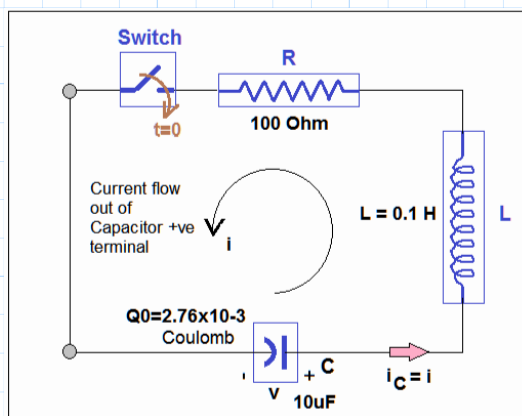 Switch
R
t=0
100 Ohm
Current flow
out of
Capacitor +ve
terminal
i
L = 0.1 H
L
Q0=2.76x10-3
Coulomb
- + C
v
10uF
iC = i